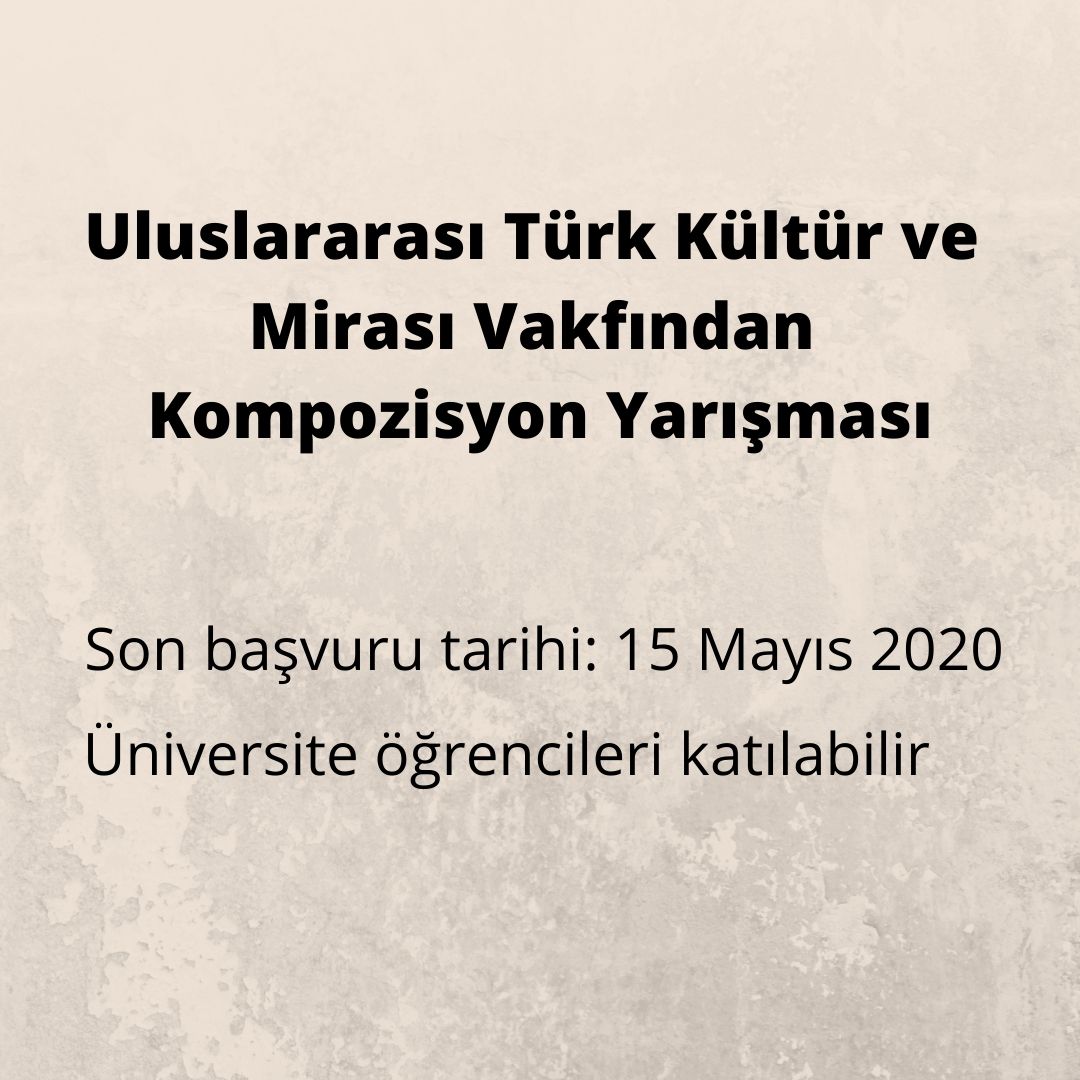 Uluslararası Türk Kültür ve
Mirası Vakfından
Kompozisyon Yarışması
Son başvuru tarihi: 15 Mayıs 2020
Üniversite öğrencileri katılabilir